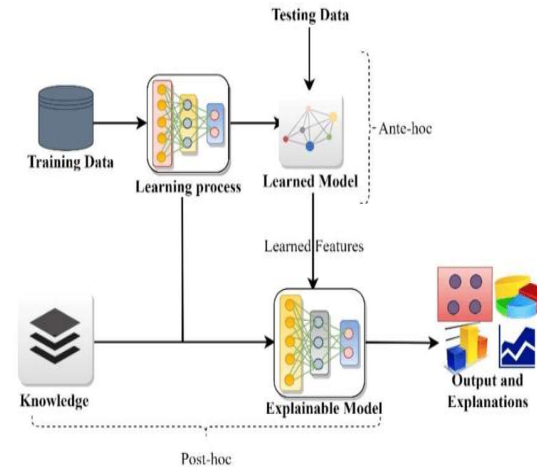 Testing Data
Training Data
Learning process
Learned Model
Ante-hoc
Learned Features
Knowledge
Explainable Model
Output and
Explanations
Post-hoc